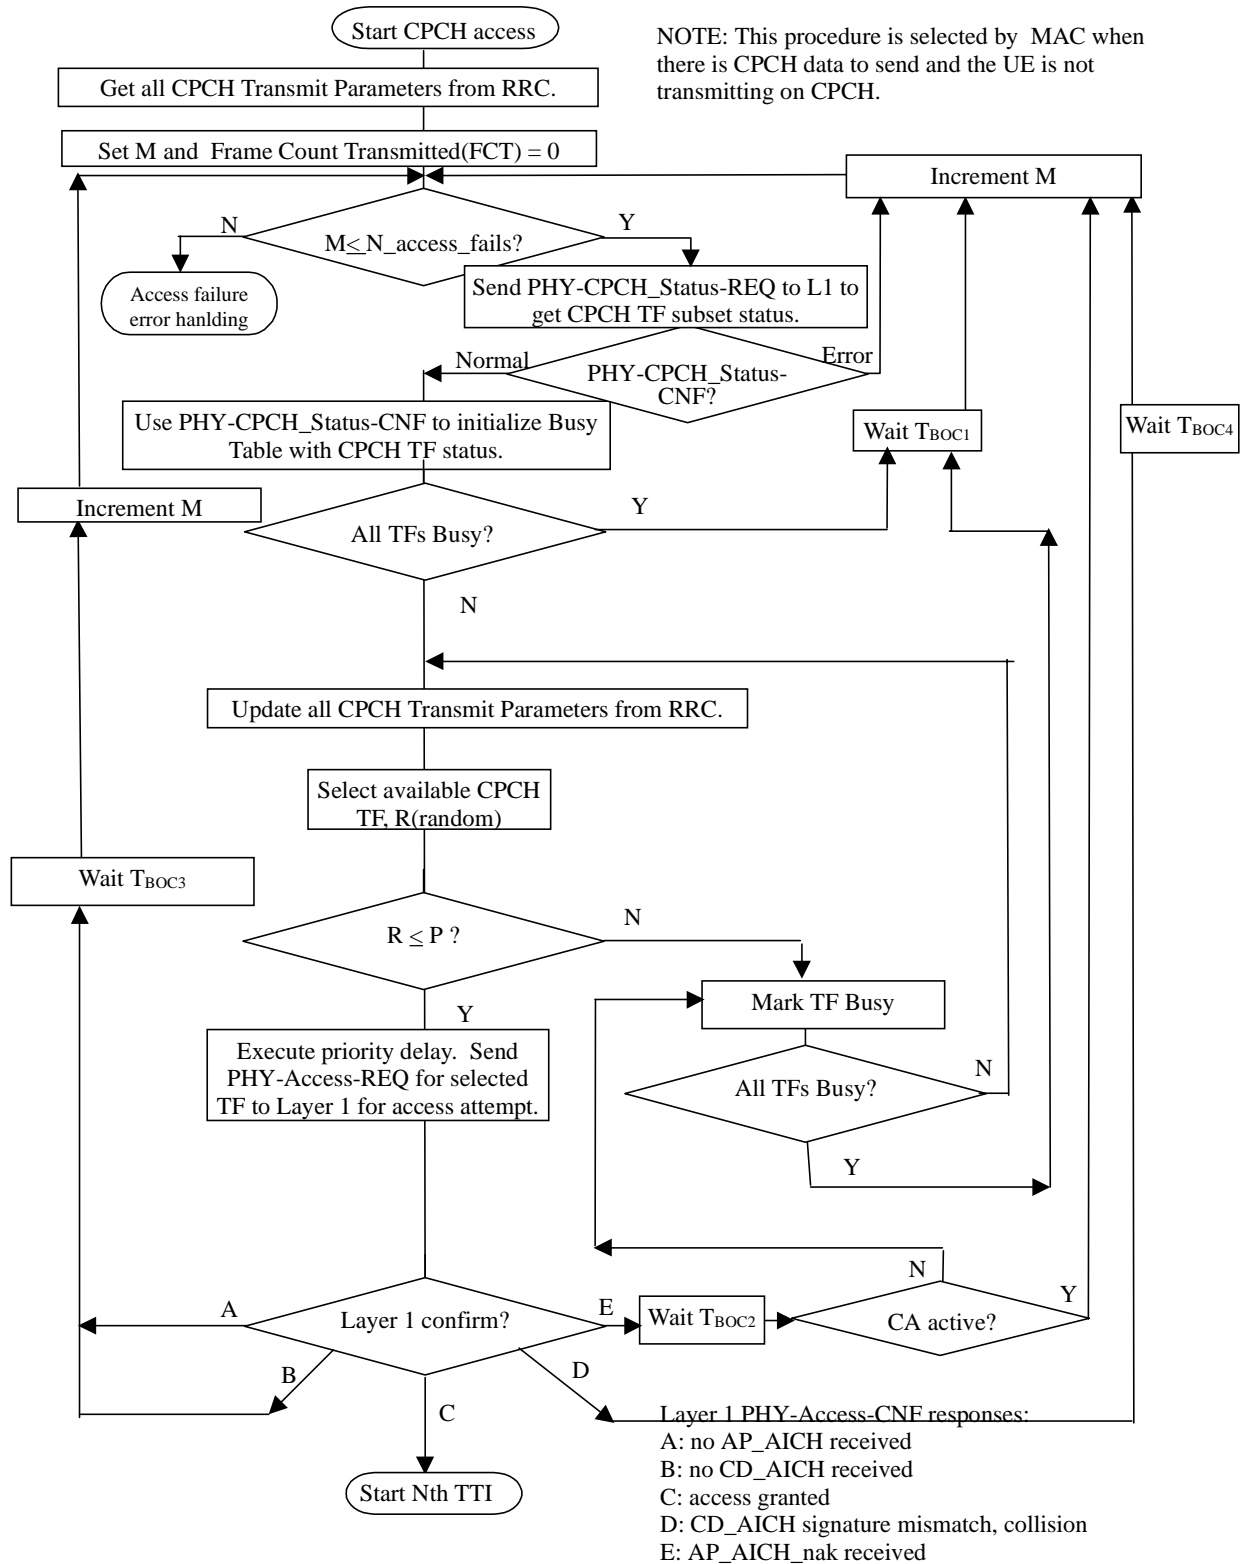 Start CPCH access
NOTE: This procedure is selected by MAC when
there is CPCH data to send and the UE is not
transmitting on CPCH.
Get all CPCH Transmit Parameters from RRC.
Set M and Frame Count Transmitted(FCT) = 0
Increment M
N
M≤ N_access_fails?
Y
Access failure
error hanlding
Send PHY-CPCH_Status-REQ to L1 to
get CPCH TF subset status.
Normal
PHY-CPCH_Status-
CNF?
Error
Use PHY-CPCH_Status-CNF to initialize Busy
Table with CPCH TF status.
Wait TBOC1
Wait TBOC4
Increment M
All TFs Busy?
Y
N
Update all CPCH Transmit Parameters from RRC.
Select available CPCH
TF, R(random)
Wait TBOC3
R ≤ P ?
N
Y
Mark TF Busy
Execute priority delay. Send
PHY-Access-REQ for selected
TF to Layer 1 for access attempt.
All TFs Busy?
N
Y
A
Layer 1 confirm?
E
Wait TBOC2
CA active?
N
Y
B
D
C
Start Nth TTI
Layer 1 PHY-Access-CNF responses:
A: no AP_AICH received
B: no CD_AICH received
C: access granted
D: CD_AICH signature mismatch, collision
E: AP_AICH_nak received